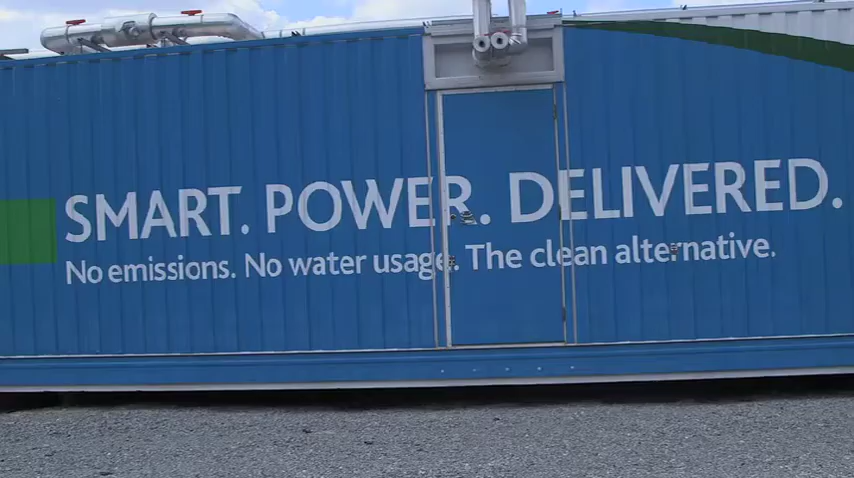 SMART. POWER. DELIVERED.
No emissions. No water usage. The clean alternative.